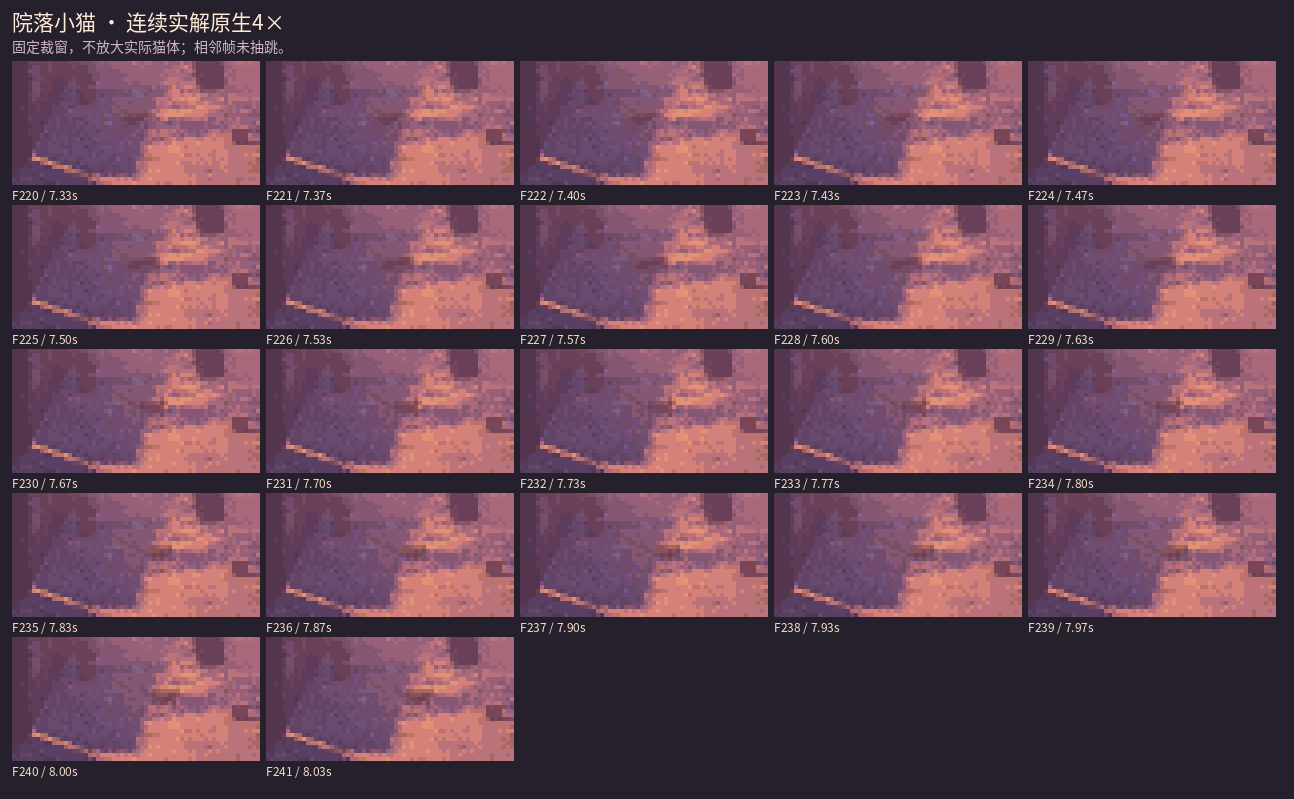 院落小猫 · 连续实解原生4×
固定裁窗，不放大实际猫体；相邻帧未抽跳。
F220 / 7.33s
F221 / 7.37s
F222 / 7.40s
F223 / 7.43s
F224 / 7.47s
F225 / 7.50s
F226 / 7.53s
F227 / 7.57s
F228 / 7.60s
F229 / 7.63s
F230 / 7.67s
F231 / 7.70s
F232 / 7.73s
F233 / 7.77s
F234 / 7.80s
F235 / 7.83s
F236 / 7.87s
F237 / 7.90s
F238 / 7.93s
F239 / 7.97s
F240 / 8.00s
F241 / 8.03s